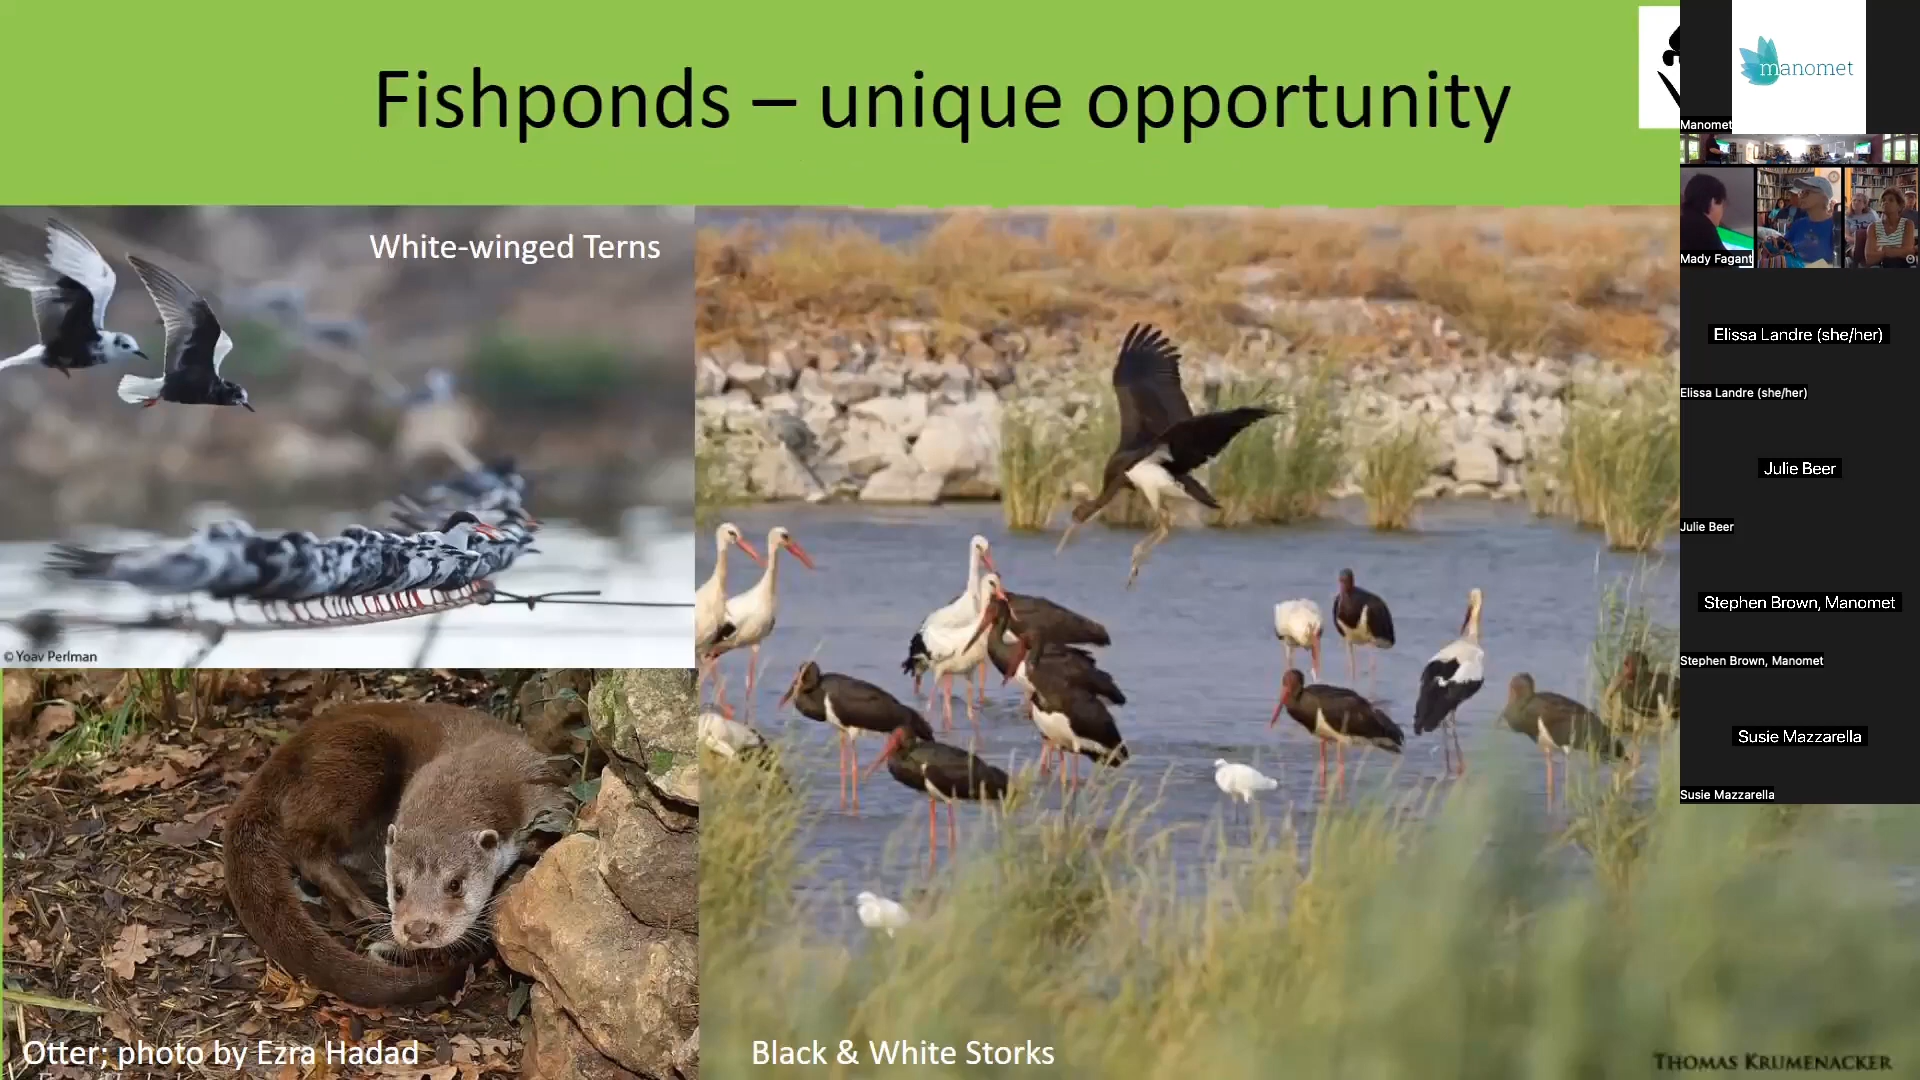 Fishponds – unique opportunity
White-winged Terns
© Yoav Perlman
Otter; photo by Ezra Hadad
Black & White Storks
THOMAS KRUMENACKER
manomet
Manomet
Mady Fagant
Elissa Landre (she/her)
Elissa Landre (she/her)
Julie Beer
Julie Beer
Stephen Brown, Manomet
Stephen Brown, Manomet
Susie Mazzarella
Susie Mazzarella